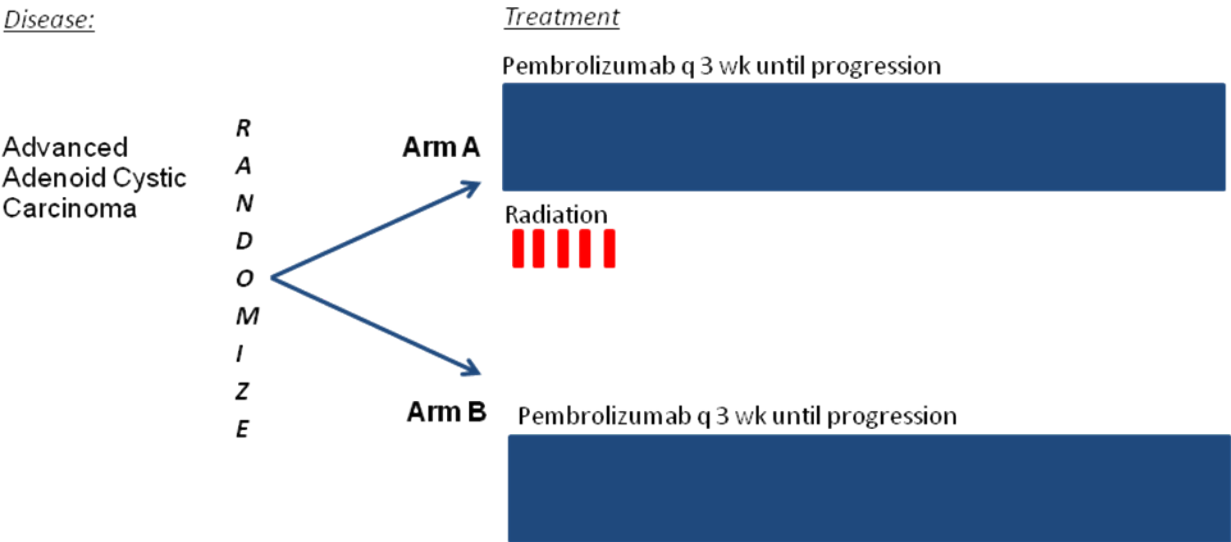 Disease:
Treatment
Pembrolizumab q 3 wk until progression
Advanced
Adenoid Cystic
Carcinoma
R
A
N
D
O
M
I
Z
E
Arm A
Radiation
Arm B
Pembrolizumab q 3 wk until progression